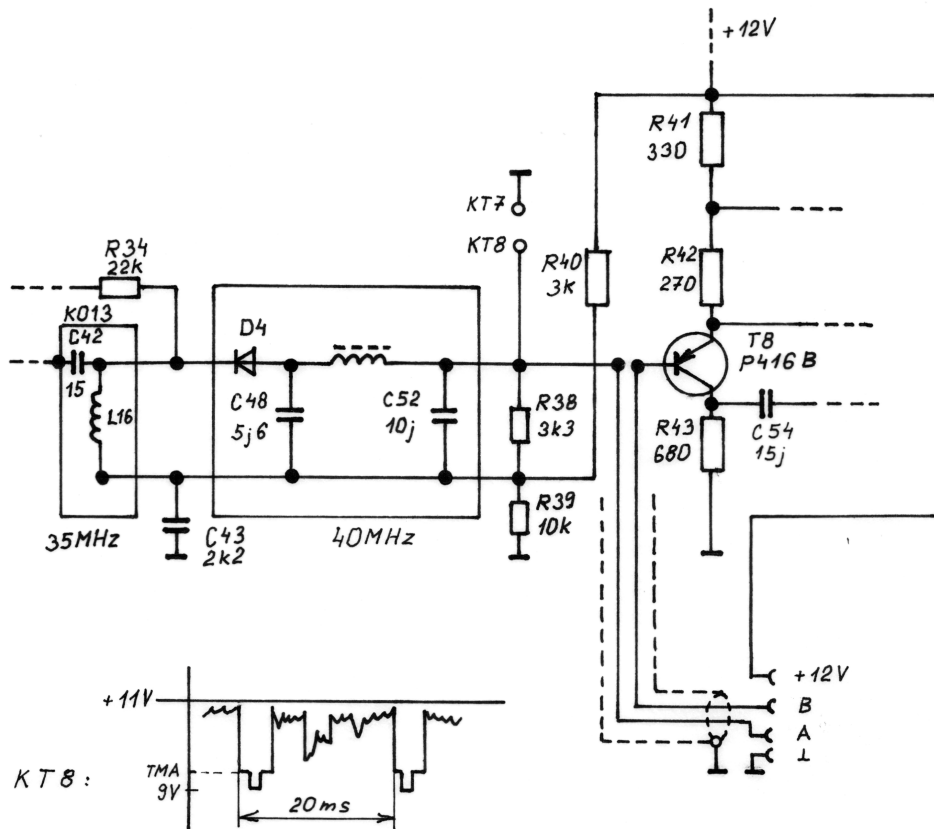 +12V
R41
330
KT7
KT8
R40
3k
R42
270
R34
22k
K013
C42
15
L16
D4
C48
5j6
C52
10j
R38
3k3
T8
P416 B
R43
680
C54
15j
R39
10k
35MHz
C43
2k2
40MHz
+12V
B
A
⊥
+11V
TMA
9V
KT8:
20ms